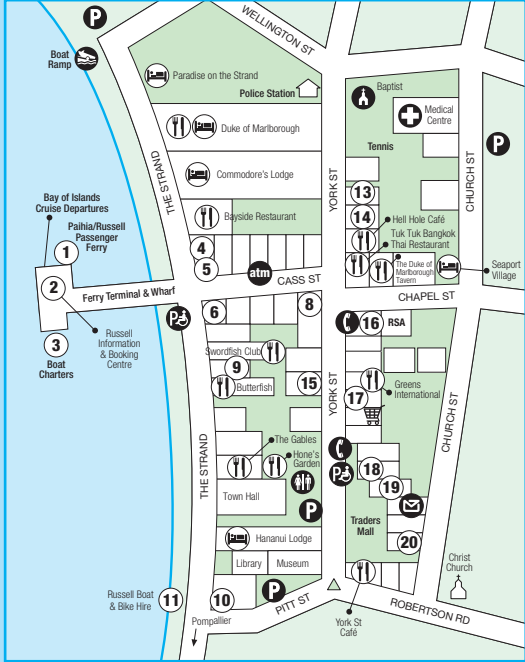 WELLINGTON ST
P
Boat
Ramp
Paradise on the Strand
Police Station
Baptist
Medical
Centre
P
Duke of Marlborough
Tennis
THE STRAND
Commodore's Lodge
YORK ST
CHURCH ST
13
14
Bay of Islands
Cruise Departures
Bayside Restaurant
Hell Hole Café
Tuk Tuk Bangkok
Thai Restaurant
Paihia/Russell
Passenger
Ferry
1
4
5
atm
CASS ST
The Duke of
Marlborough
Tavern
Seaport
Village
2
Ferry Terminal & Wharf
CHAPEL ST
6
8
P
16
RSA
Russell
Information
& Booking
Centre
3
Boat
Charters
Swordfish Club
9
Butterfish
15
YORK ST
17
Greens
International
CHURCH ST
THE STRAND
The Gables
Hone's
Garden
P
18
19
Town Hall
P
Traders
Mall
20
Hananui Lodge
Library
Museum
Christ
Church
Russell Boat
& Bike Hire
11
10
P
PITT ST
ROBERTSON RD
Pompallier
York St
Café